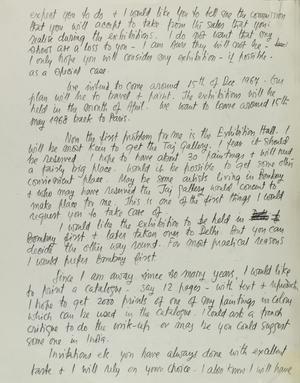 expect you to do & I would like you to tell me the commission
that you will accept to take from the sales that you
realise during the exhibitions. I do not want that my
shows are a loss to you - I am sure they will not be -
I only hope you will consider my exhibition - if possible -
as a special case.
We intend to come around 15th of Dec 1967. Our
plan will be to travel & paint. The exhibitions will be
held in the month of April. We want to leave around 15th
May 1968 back to Paris.
Now the first problem for me is the Exhibition Hall. I
will be most keen to get the Taj Gallery. I fear it should
be reserved. I hope to have about 30 paintings & will need
a fairly big place. Would it be possible to get some other
convenient place. May be some artists living in Bombay
& who may have reserved the Taj Gallery would consent to
make place for me. This is one of the first things I would
request you to take care of.
I would like the exhibition to be held in
Bombay first & later taken over to Delhi. But you can
decide the other way round. For most practical reasons
I would prefer Bombay first.
Since I am away since so many years, I would like
to print a catalogue - say 12 pages - with text & reproduct.
I hope to get 2000 prints of one of my paintings in colour
which can be used in the catalogue. I could ask a french
critique to do the write-up or may be you could suggest
some one in India.
Invitations etc you have always done with excellent
taste & I will rely on your choice. I also know I will have